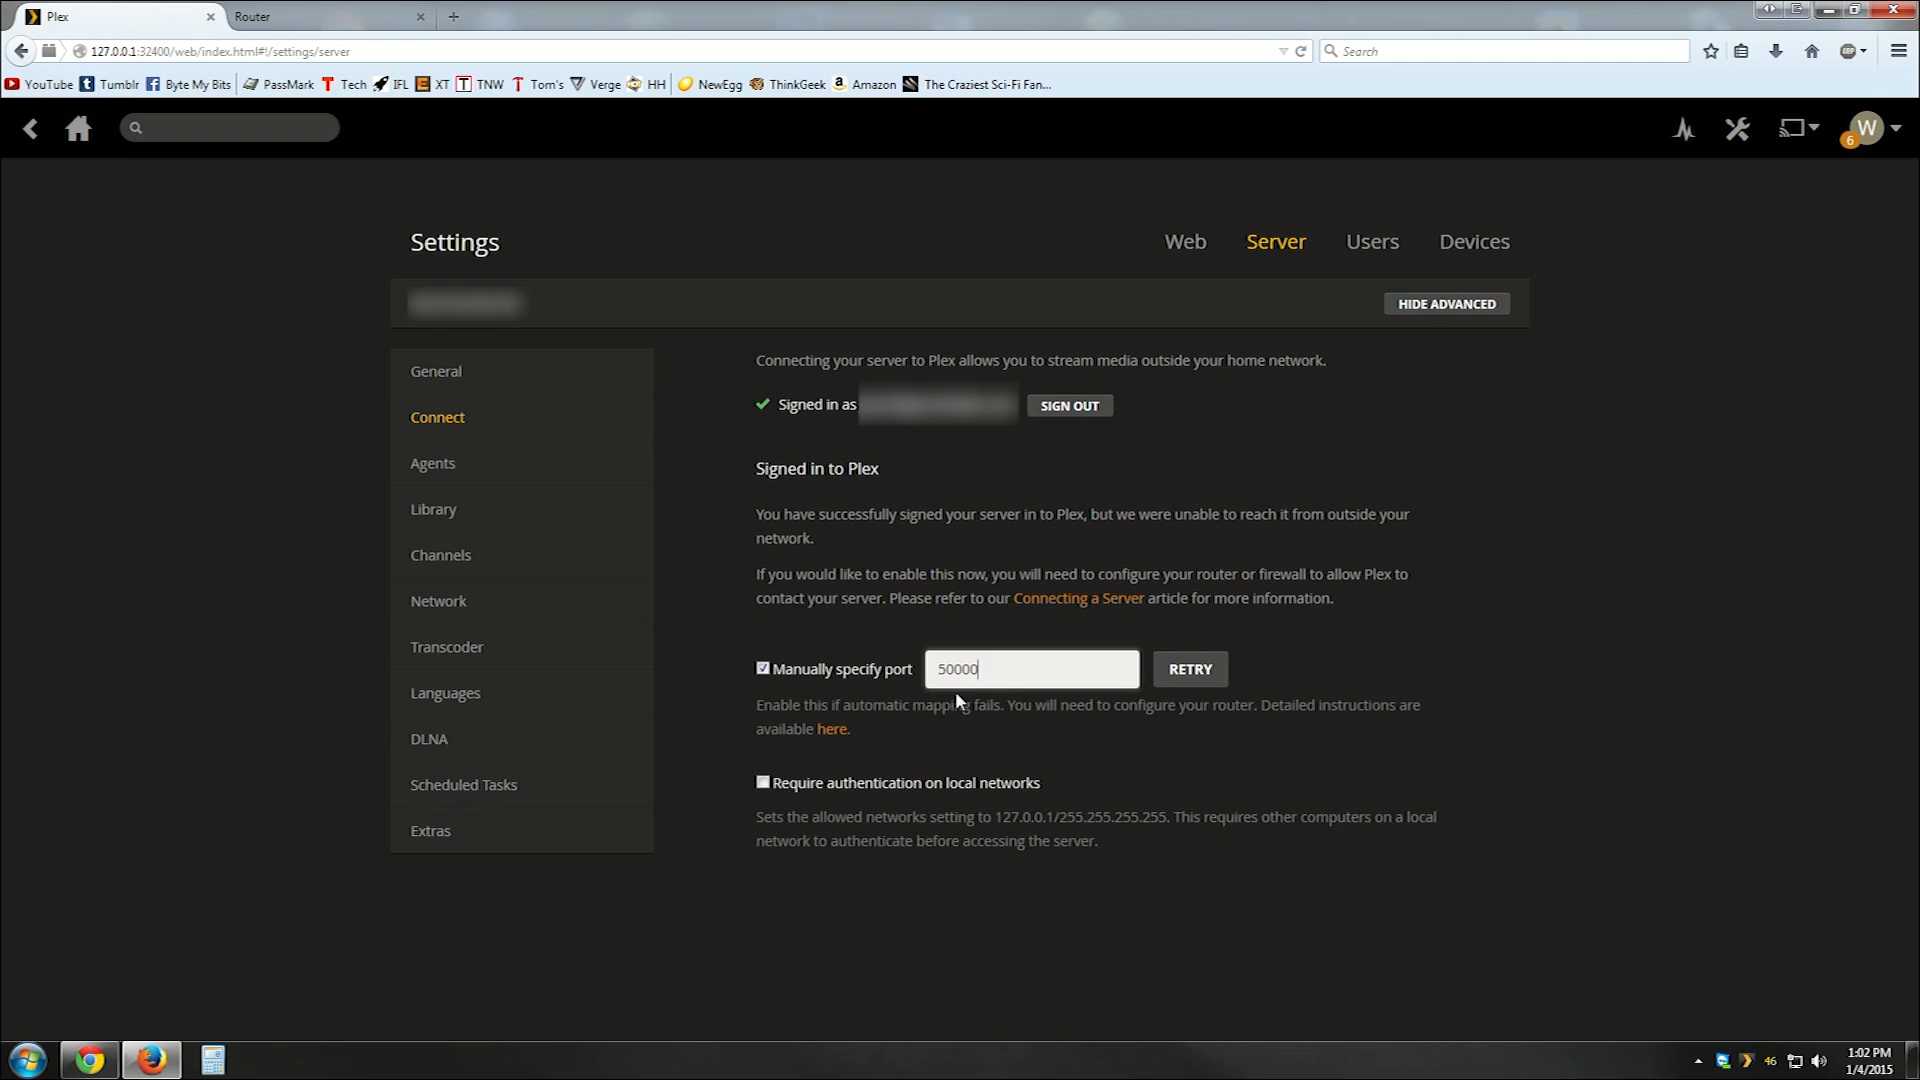 Plex
Router
127.0.0.1:32400/web/index.html#!/settings/server
Search
YouTube
Tumblr
Byte My Bits
PassMark
Tech
IFL
XT
TNW
Tom's
Verge
HH
NewEgg
ThinkGeek
Amazon
The Craziest Sci-Fi Fan...
W
6
Settings
Web
Server
Users
Devices
HIDE ADVANCED
General
Connect
Agents
Library
Channels
Network
Transcoder
Languages
DLNA
Scheduled Tasks
Extras
Connecting your server to Plex allows you to stream media outside your home network.
Signed in as
SIGN OUT
Signed in to Plex
You have successfully signed your server in to Plex, but we were unable to reach it from outside your
network.
If you would like to enable this now, you will need to configure your router or firewall to allow Plex to
contact your server. Please refer to our Connecting a Server article for more information.
Manually specify port
50000
RETRY
Enable this if automatic mapping fails. You will need to configure your router. Detailed instructions are
available here.
Require authentication on local networks
Sets the allowed networks setting to 127.0.0.1/255.255.255.255. This requires other computers on a local
network to authenticate before accessing the server.
46
1:02 PM
1/4/2015